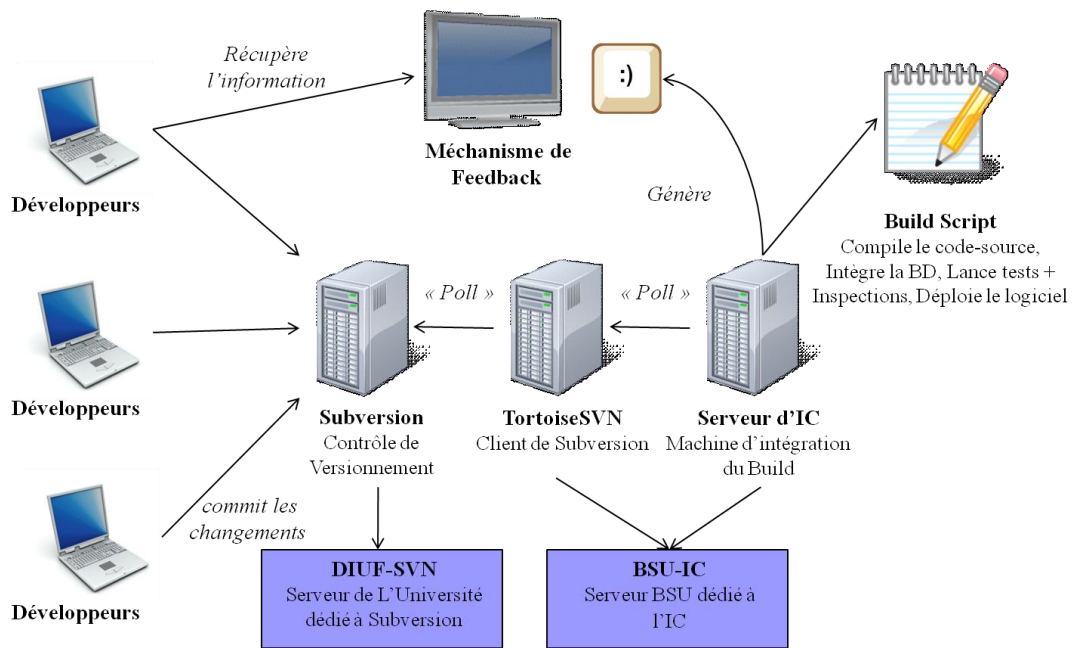 Récupère
l'information
:)
Méchanisme de
Feedback
Développeurs
Génère
Build Script
Compile le code-source,
Intègre la BD, Lance tests +
Inspections, Déploie le logiciel
« Poll »
« Poll »
Développeurs
Subversion
Contrôle de
Versionnement
TortoiseSVN
Client de Subversion
Serveur d'IC
Machine d'intégration
du Build
commit les
changements
Développeurs
DIUF-SVN
Serveur de L'Université
dédié à Subversion
BSU-IC
Serveur BSU dédié à
l'IC